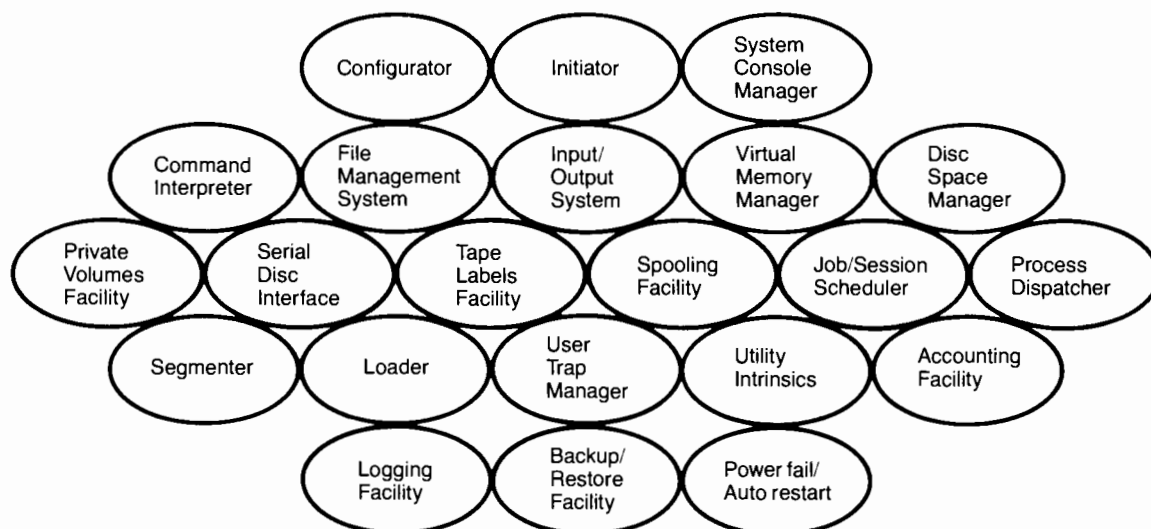 Configurator
Initiator
System
Console
Manager
Command
Interpreter
File
Management
System
Input/
Output
System
Virtual
Memory
Manager
Disc
Space
Manager
Private
Volumes
Facility
Serial
Disc
Interface
Tape
Labels
Facility
Spooling
Facility
Job/Session
Scheduler
Process
Dispatcher
Segmenter
Loader
User
Trap
Manager
Utility
Intrinsics
Accounting
Facility
Logging
Facility
Backup/
Restore
Facility
Power fail/
Auto restart